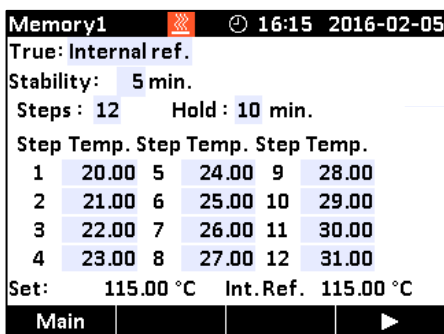 Memory1 16:15 2016-02-05
True: Internal ref.
Stability: 5 min.
Steps : 12 Hold : 10 min.
Step Temp. Step Temp. Step Temp.
1 20.00 5 24.00 9 28.00
2 21.00 6 25.00 10 29.00
3 22.00 7 26.00 11 30.00
4 23.00 8 27.00 12 31.00
Set: 115.00 °C Int.Ref. 115.00 °C
Main